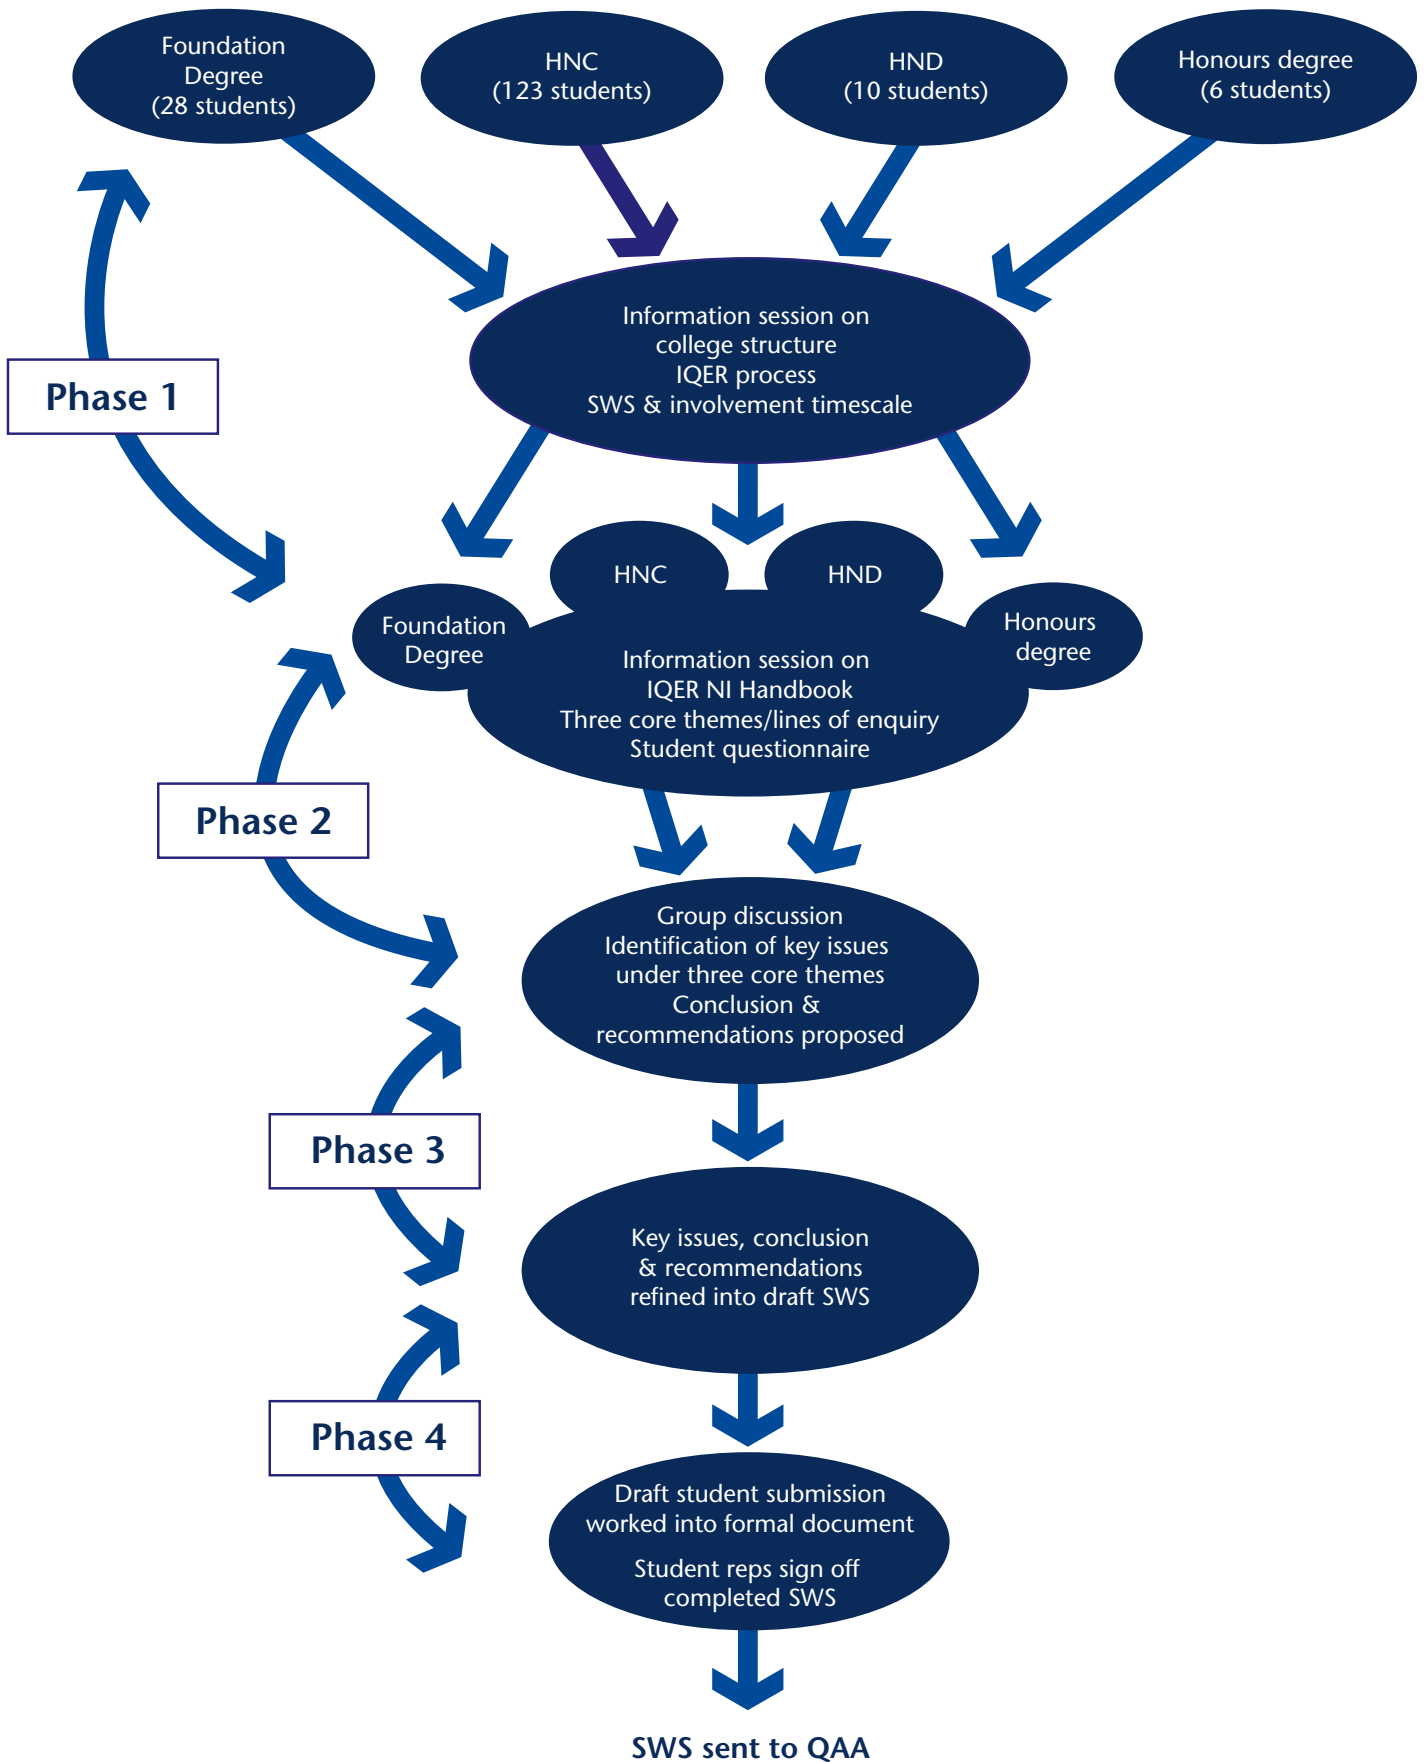 Foundation
Degree
(28 students)
HNC
(123 students)
HND
(10 students)
Honours degree
(6 students)
Information session on
college structure
IQER process
SWS & involvement timescale
Phase 1
HNC
HND
Foundation
Degree
Honours
degree
Information session on
IQER NI Handbook
Three core themes/lines of enquiry
Student questionnaire
Phase 2
Group discussion
Identification of key issues
under three core themes
Conclusion &
recommendations proposed
Phase 3
Key issues, conclusion
& recommendations
refined into draft SWS
Phase 4
Draft student submission
worked into formal document
Student reps sign off
completed SWS
SWS sent to QAA